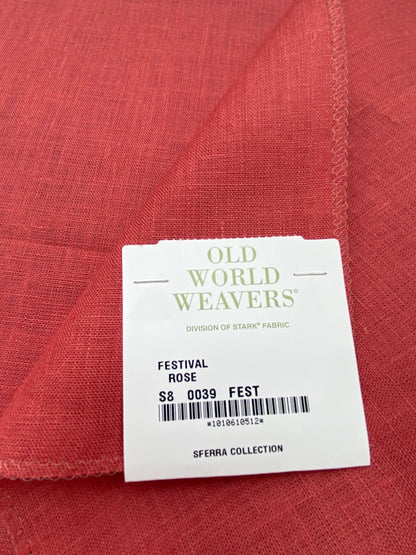 OLD
WORLD
WEAVERS®
DIVISION OF STARK® FABRIC
FESTIVAL
ROSE
S8 0039 FEST
*1010610512*
SFERRA COLLECTION